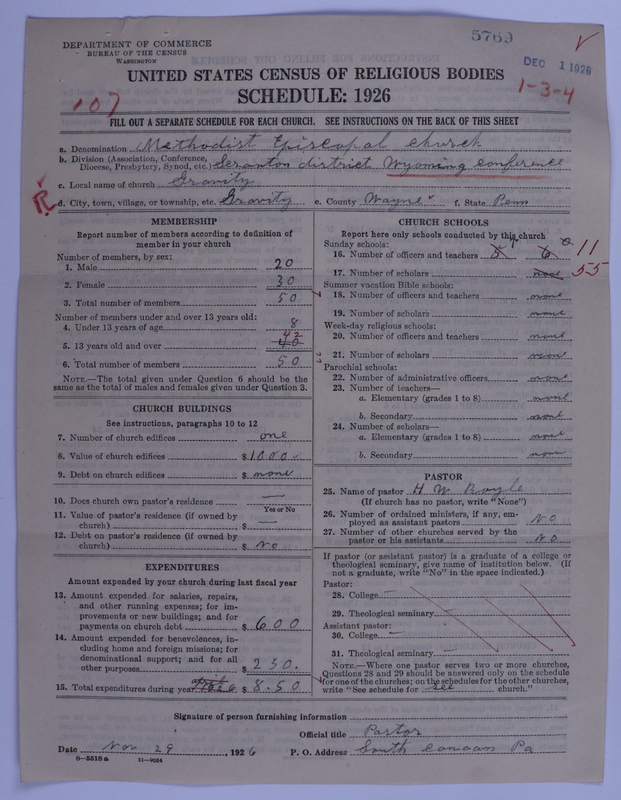 5769
DEPARTMENT OF COMMERCE
BUREAU OF THE CENSUS
WASHINGTON
DEC 1 1926
1-3-4
UNITED STATES CENSUS OF RELIGIOUS BODIES
SCHEDULE: 1926
107
FILL OUT A SEPARATE SCHEDULE FOR EACH CHURCH. SEE INSTRUCTIONS ON THE BACK OF THIS SHEET
a. Denomination Methodist Episcopal church
b. Division (Association, Conference, Diocese, Presbytery, Synod, etc.) Scranton district Wyoming Conference
c. Local name of church Gravity
R
d. City, town, village, or township, etc. Gravity e. County Wayne f. State Penn
MEMBERSHIP
Report number of members according to definition of
member in your church
Number of members, by sex:
1. Male 20
2. Female 30
3. Total number of members 50
Number of members under and over 13 years old:
4. Under 13 years of age 8
5. 13 years old and over 42
6. Total number of members 50
NOTE.—The total given under Question 6 should be the
same as the total of males and females given under Question 3.
CHURCH BUILDINGS
See instructions, paragraphs 10 to 12
7. Number of church edifices one
8. Value of church edifices $ 1000-
9. Debt on church edifices $ none
10. Does church own pastor's residence —
Yes or No
11. Value of pastor's residence (if owned by
church) $ —
12. Debt on pastor's residence (if owned by
church) $ No
EXPENDITURES
Amount expended by your church during last fiscal year
13. Amount expended for salaries, repairs,
and other running expenses; for im-
provements or new buildings; and for
payments on church debt $ 600
14. Amount expended for benevolences, in-
cluding home and foreign missions; for
denominational support; and for all
other purposes $ 250.
15. Total expenditures during year $ 8.50
CHURCH SCHOOLS
Report here only schools conducted by this church
Sunday schools:
16. Number of officers and teachers 5 6 11
17. Number of scholars none 55
Summer vacation Bible schools:
18. Number of officers and teachers none
19. Number of scholars none
Week-day religious schools:
20. Number of officers and teachers none
21. Number of scholars none
Parochial schools:
22. Number of administrative officers none
23. Number of teachers—
a. Elementary (grades 1 to 8) none
b. Secondary none
24. Number of scholars—
a. Elementary (grades 1 to 8) none
b. Secondary none
PASTOR
25. Name of pastor H W Boyle
(If church has no pastor, write "None")
26. Number of ordained ministers, if any, em-
ployed as assistant pastors No
27. Number of other churches served by the
pastor or his assistants No
If pastor (or assistant pastor) is a graduate of a college or
theological seminary, give name of institution below. (If
not a graduate, write "No" in the space indicated.)
Pastor:
28. College —
29. Theological seminary —
Assistant pastor:
30. College —
31. Theological seminary —
NOTE.—Where one pastor serves two or more churches,
Questions 28 and 29 should be answered only on the schedule
for one of the churches; on the schedules for the other churches,
write "See schedule for see church."
Signature of person furnishing information
Official title Pastor
Date Nov 29, 1926 P. O. Address South Canaan Pa
8-5518a 11-9054